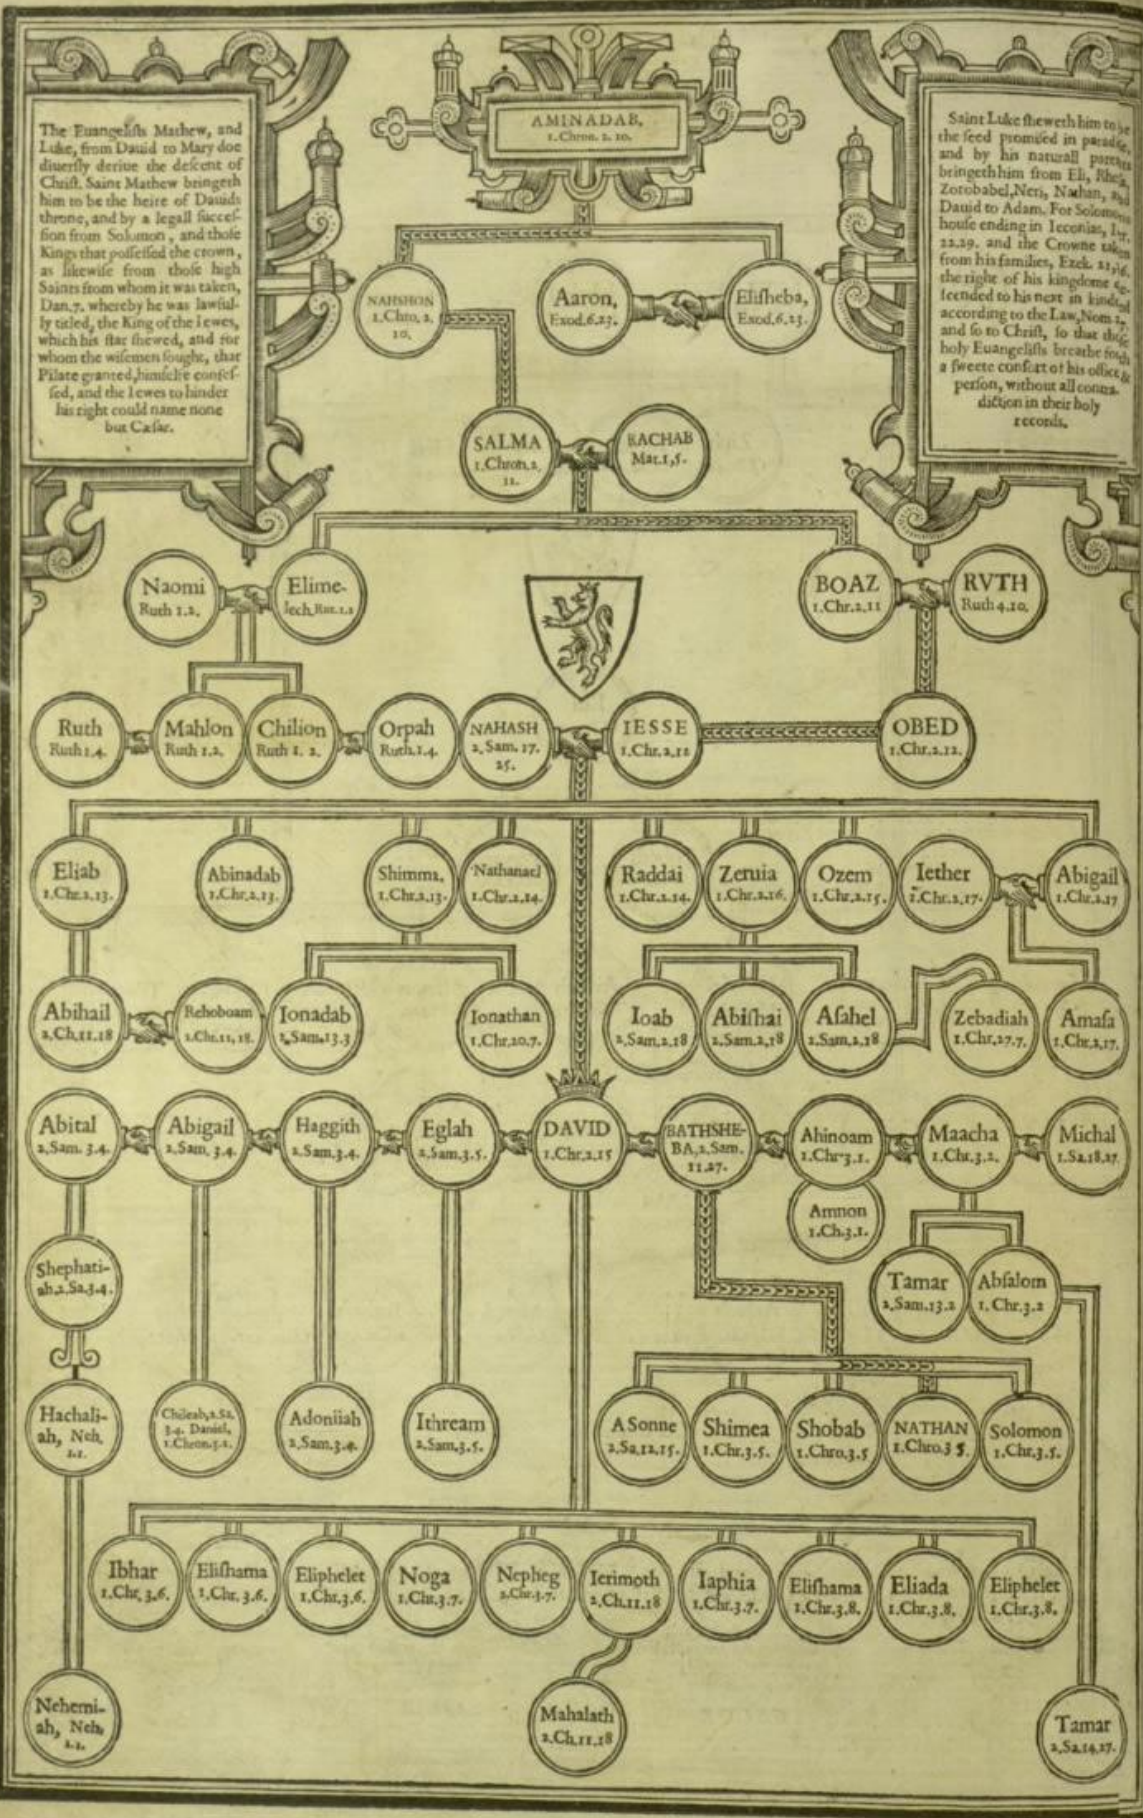 The Euangeliſts Mathew, and
Luke, from Dauid to Mary doe
diuerſly deriue the deſcent of
Chriſt. Saint Mathew bringeth
him to be the heire of Dauids
throne, and by a legall ſucceſ-
ſion from Solomon, and thoſe
Kings that poſſeſſed the crown,
as likewiſe from thoſe high
Saints from whom it was taken,
Dan.7. whereby he was lawful-
ly titled, the King of the Iewes,
which his ſtar ſhewed, and for
whom the wiſemen ſought, that
Pilate granted, himſelfe confeſ-
ſed, and the Iewes to hinder
his right could name none
but Cæſar.
AMINADAB,
1.Chron. 2. 10.
Saint Luke ſheweth him to be
the ſeed promiſed in paradiſe,
and by his naturall parents
bringeth him from Eli, Rheſa,
Zorobabel, Neri, Nathan, and
Dauid to Adam. For Solomons
houſe ending in Ieconias,
22.29. and the Crowne taken
from his families, Ezek. 21,
the right of his kingdome de-
ſcended to his next in kindred
according to the Law,
and ſo to Chriſt, ſo that theſe
holy Euangeliſts breathe forth
a ſweete conſort of his office &
perſon, without all contra-
diction in their holy
records.
NAHSHON
1.Chro, 2.
10.
Aaron,
Exod.6.23.
Eliſheba,
Exod.6.23.
SALMA
1.Chron.2.
11.
RACHAB
Mat.1,5.
Naomi
Ruth 1.2.
Elime-
lech, Rut.1.2
BOAZ
1.Chr.2.11
RVTH
Ruth 4.10.
Ruth
Ruth 1.4.
Mahlon
Ruth 1.2.
Chilion
Ruth 1. 2.
Orpah
Ruth.1.4.
NAHASH
2.Sam. 17.
25.
IESSE
1.Chr.2.12
OBED
1.Chr.2.12.
Eliab
1.Chr.2.13.
Abinadab
1.Chr.2.13.
Shimma,
1.Chr.2.13.
Nathanael
1.Chr.2.14.
Raddai
1.Chr.2.14.
Zeruia
1.Chr.2.16.
Ozem
1.Chr.2.15.
Iether
1.Chr.2.17.
Abigail
1.Chr.2.17
Abihail
2.Ch.11.18
Rehoboam
2.Chr.11, 18.
Ionadab
2.Sam.13.3
Ionathan
1.Chr.20.7.
Ioab
2.Sam.2.18
Abiſhai
2.Sam.2.18
Aſahel
2.Sam.2.18
Zebadiah
1.Chr.27.7.
Amaſa
1.Chr.2.17.
Abital
2.Sam. 3.4.
Abigail
2.Sam. 3.4.
Haggith
2.Sam.3.4.
Eglah
2.Sam.3.5.
DAVID
1.Chr.2.15
BATHSHE-
BA, 2.Sam.
11.27.
Ahinoam
1.Chr-3.1.
Maacha
1.Chr.3.2.
Michal
1.Sa.18.27.
Amnon
1.Ch.3.1.
Shephati-
ah, 2.Sa.3.4.
Tamar
2.Sam.13.2
Abſalom
1. Chr.3.2
Hachali-
ah, Neh.
1.1.
Chileab, 2.Sa.
3.4. Daniel,
1.Chron.3.1.
Adoniiah
2.Sam.3.4.
Ithream
2.Sam.3.5.
A Sonne
2.Sa.12.15.
Shimea
1.Chr.3.5.
Shobab
1.Chro.3.5
NATHAN
1.Chro.3 5.
Solomon
1.Chr.3.5.
Ibhar
1.Chr. 3.6.
Eliſhama
1.Chr. 3.6.
Eliphelet
1.Chr.3.6.
Noga
1.Chr.3.7.
Nepheg
1.Chr.3.7.
Ierimoth
2.Ch.11.18
Iaphia
1.Chr.3.7.
Eliſhama
1.Chr.3.8.
Eliada
1.Chr.3.8.
Eliphelet
1.Chr.3.8.
Nehemi-
ah, Neh.
1.1.
Mahalath
2.Ch.11.18
Tamar
2.Sa.14.27.